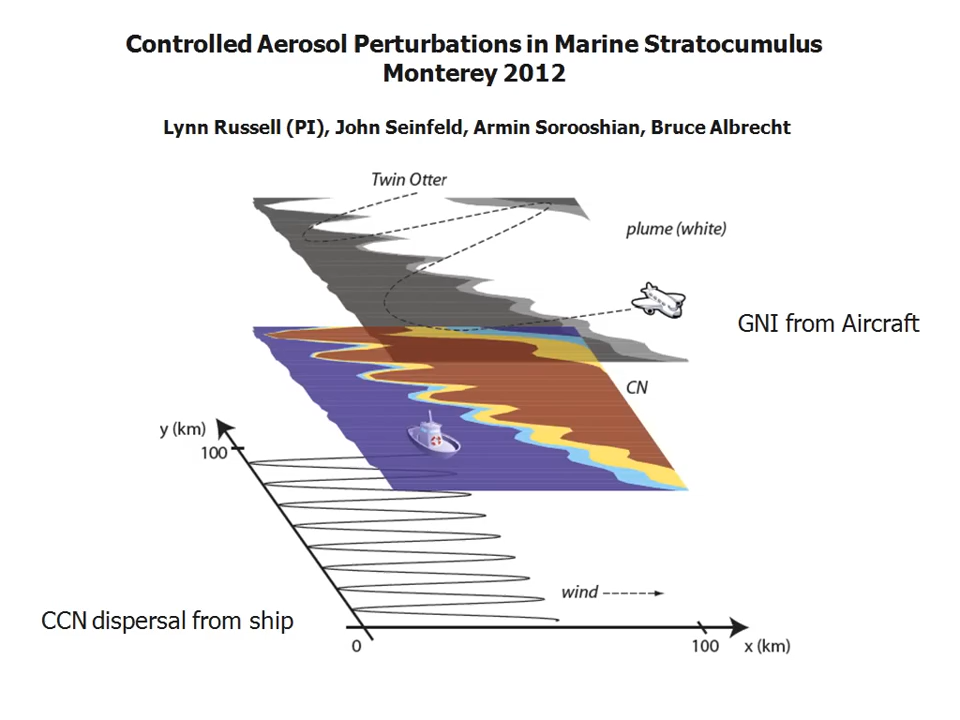 Controlled Aerosol Perturbations in Marine Stratocumulus
Monterey 2012
Lynn Russell (PI), John Seinfeld, Armin Sorooshian, Bruce Albrecht
Twin Otter
plume (white)
GNI from Aircraft
CN
y (km)
100
wind
CCN dispersal from ship
0
100
x (km)